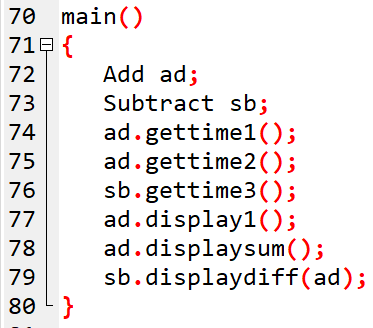 70 main()
71 {
72 Add ad;
73 Subtract sb;
74 ad.gettime1();
75 ad.gettime2();
76 sb.gettime3();
77 ad.display1();
78 ad.displaysum();
79 sb.displaydiff(ad);
80 }